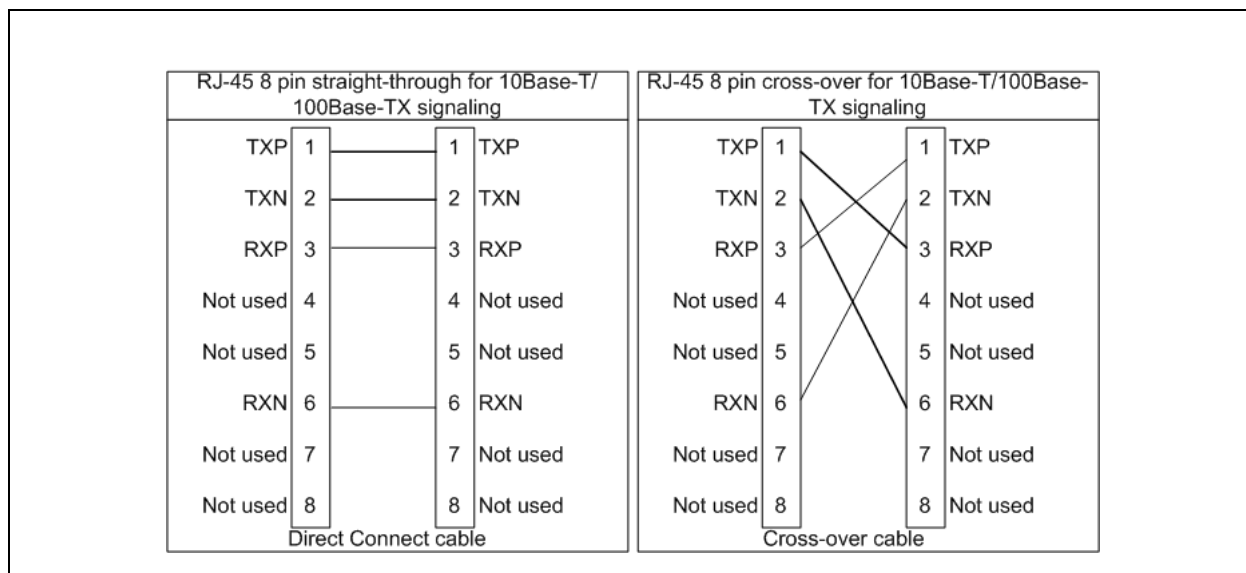 RJ-45 8 pin straight-through for 10Base-T/
100Base-TX signaling
TXP 1 1 TXP
TXN 2 2 TXN
RXP 3 3 RXP
Not used 4 4 Not used
Not used 5 5 Not used
RXN 6 6 RXN
Not used 7 7 Not used
Not used 8 8 Not used
Direct Connect cable
RJ-45 8 pin cross-over for 10Base-T/100Base-
TX signaling
TXP 1 1 TXP
TXN 2 2 TXN
RXP 3 3 RXP
Not used 4 4 Not used
Not used 5 5 Not used
RXN 6 6 RXN
Not used 7 7 Not used
Not used 8 8 Not used
Cross-over cable